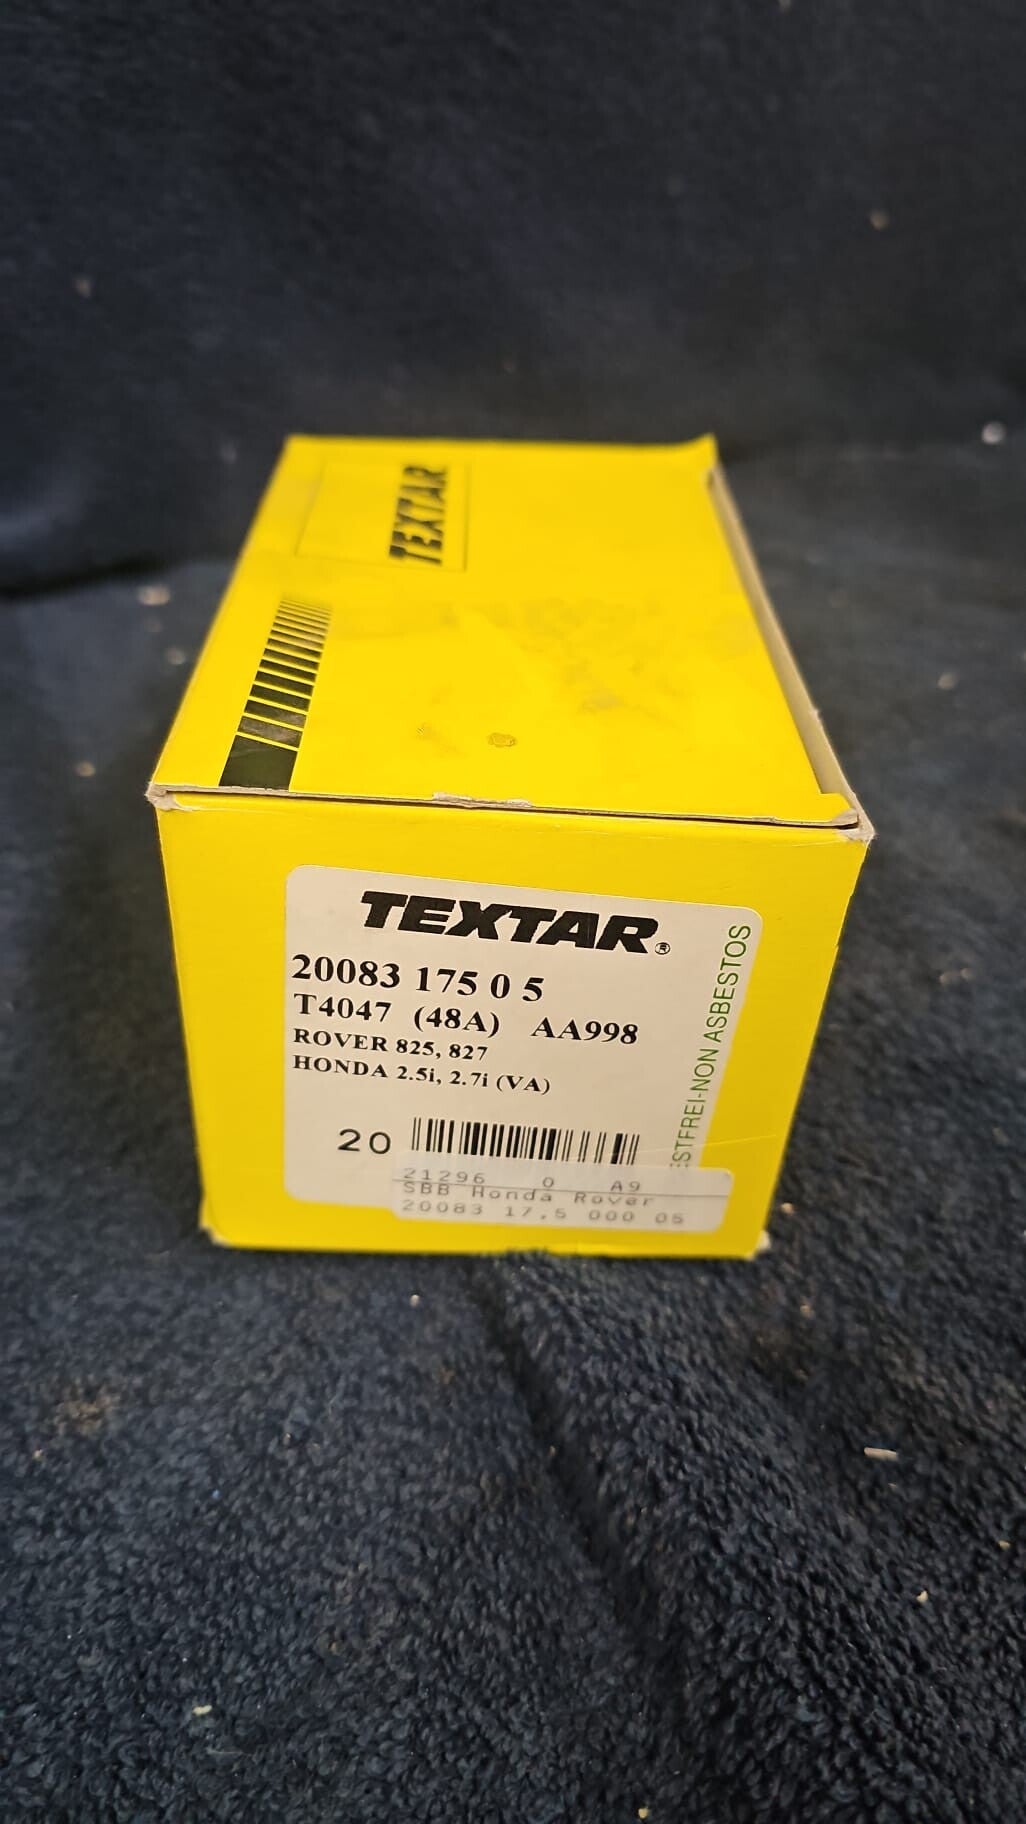 TEXTAR
TEXTAR®
20083 175 0 5
T4047 (48A) AA998
ROVER 825, 827
HONDA 2.5i, 2.7i (VA)
20
21296 0 A9
SBB Honda Rover
20083 17,5 000 05
STFREI-NON ASBESTOS